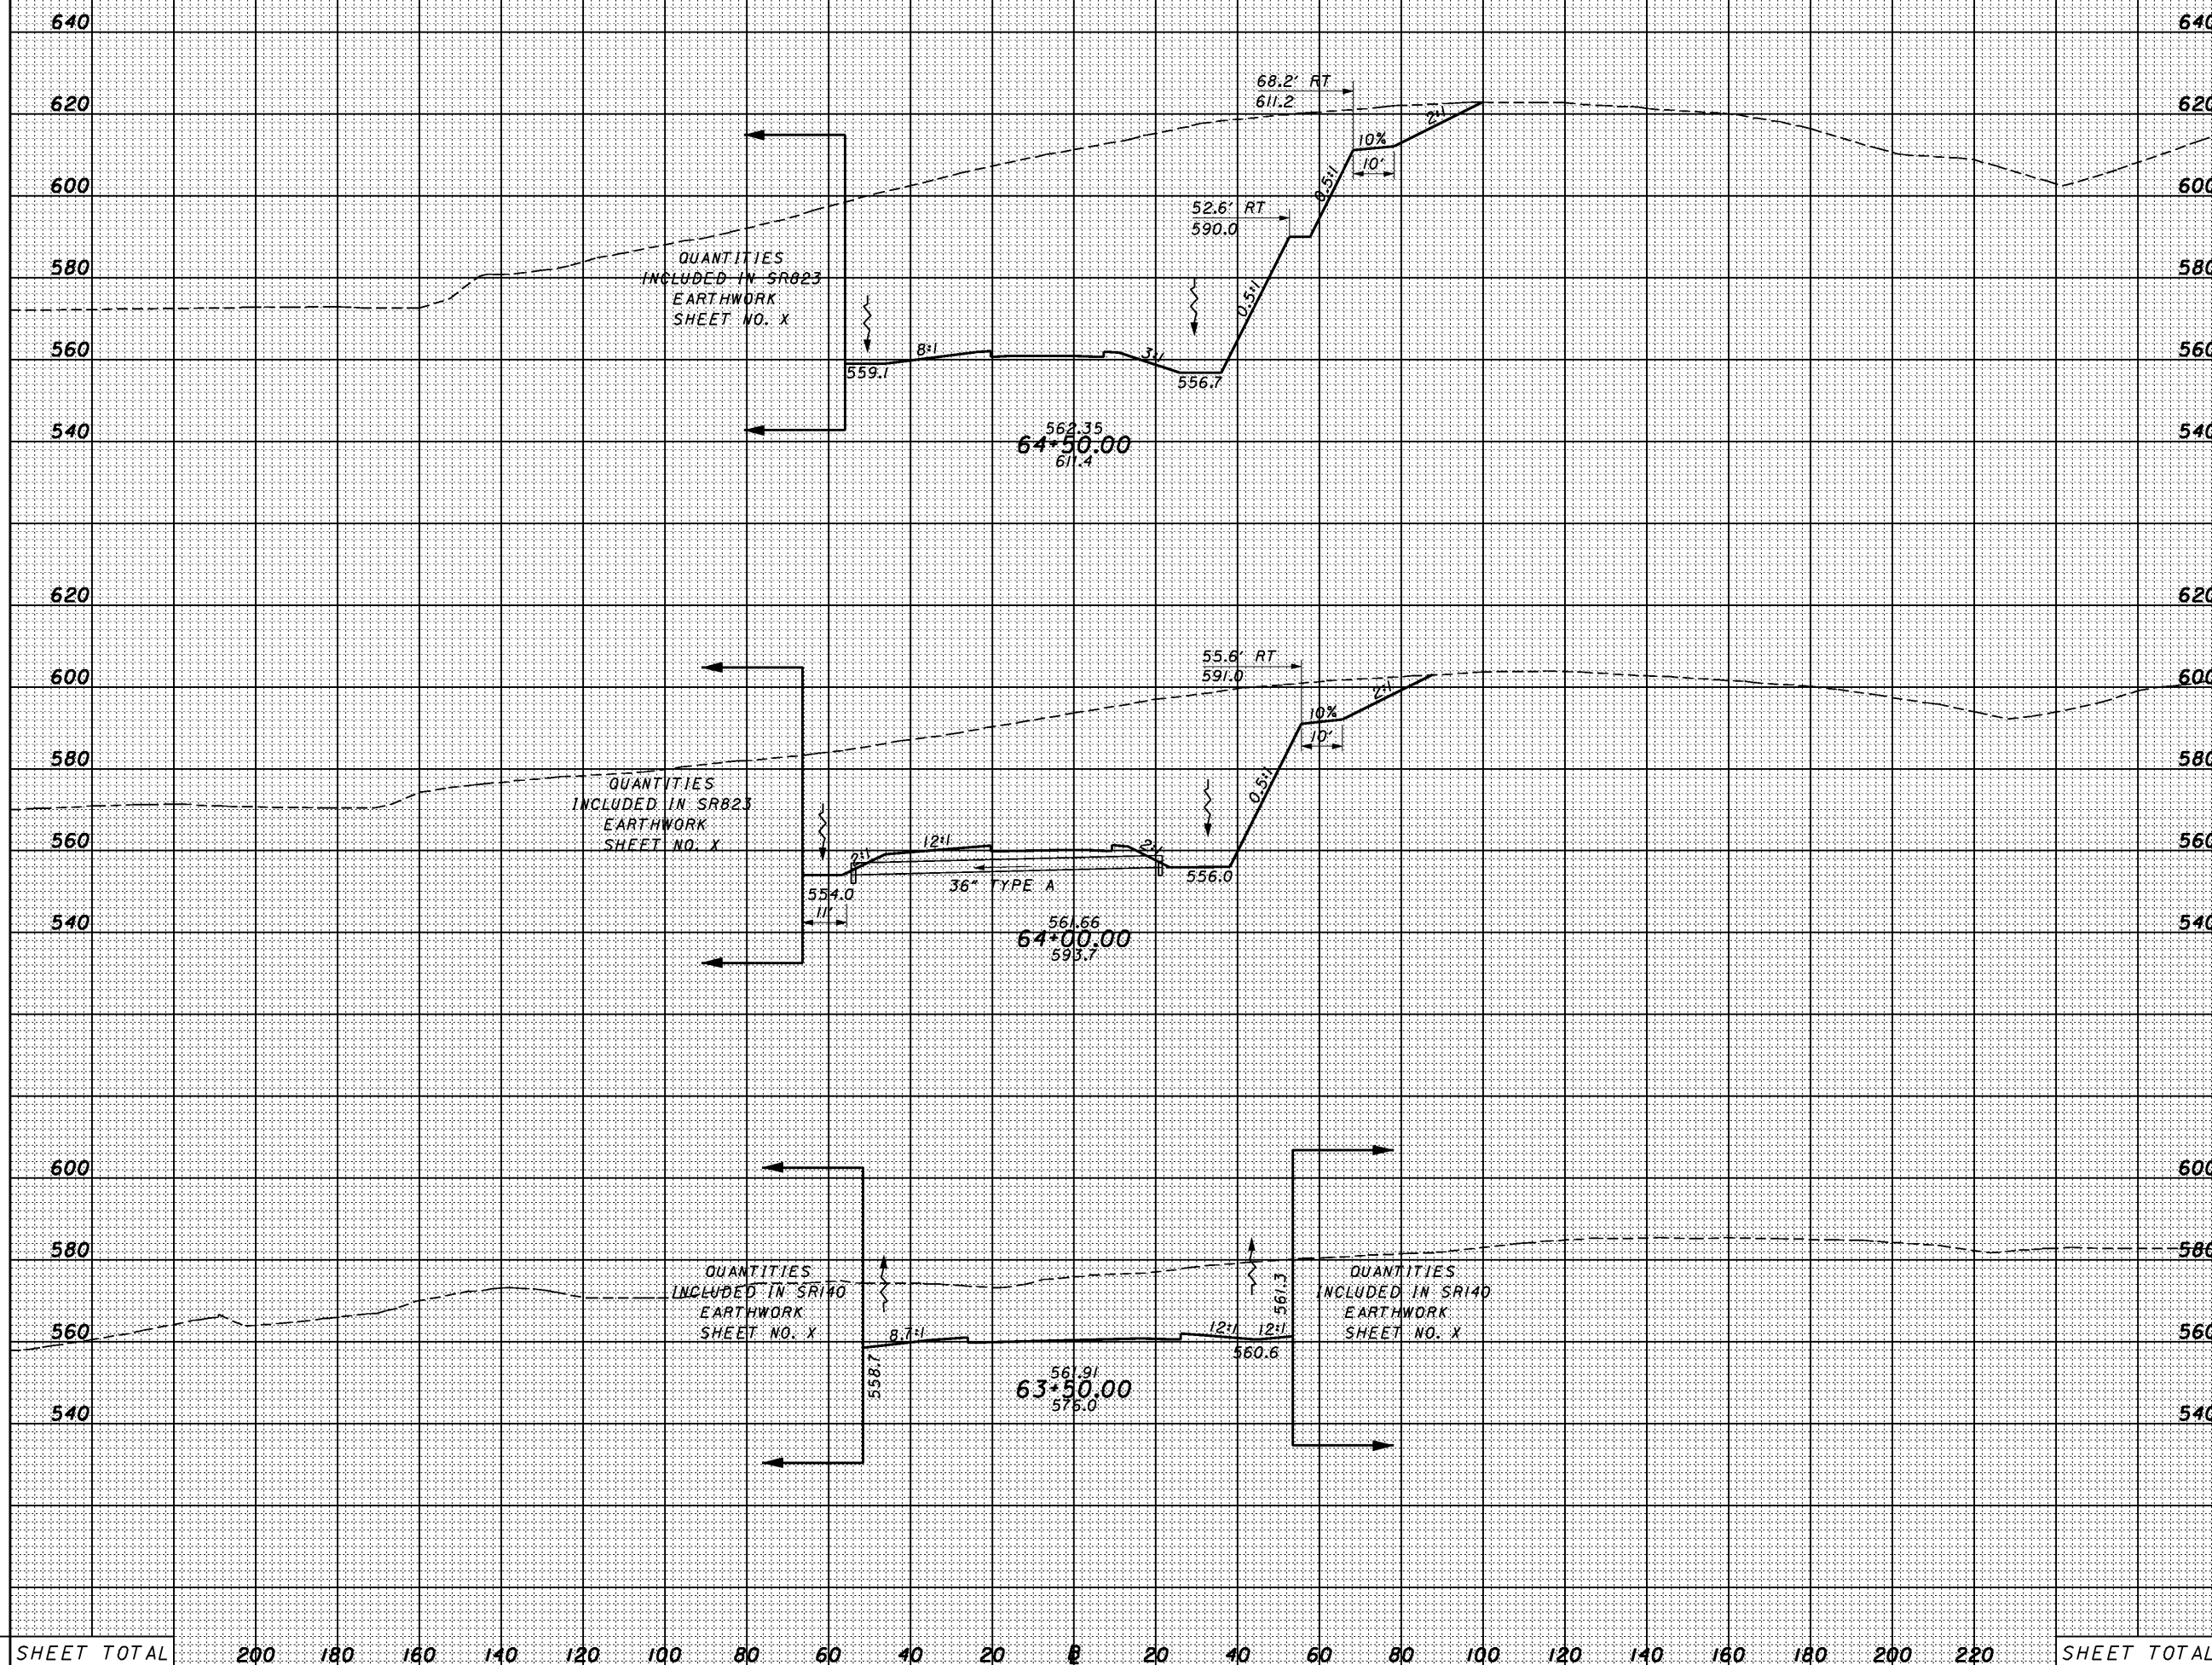 640 640
68.2' RT
611.2
620 620
2:1
10%
10'
0.5:1
600 600
52.6' RT
590.0
580 580
QUANTITIES
INCLUDED IN SR823
EARTHWORK
SHEET NO. X
0.5:1
560 560
8:1
3:1
559.1
556.7
540 540
562.35
64+50.00
611.4
620 620
55.6' RT
591.0
600 600
2:1
10%
10'
0.5:1
580 580
QUANTITIES
INCLUDED IN SR823
EARTHWORK
SHEET NO. X
560 560
2:1
12:1
2:1
554.0
36" TYPE A
556.0
11'
540 540
561.66
64+00.00
593.7
600 600
580 580
QUANTITIES
INCLUDED IN SR140
EARTHWORK
SHEET NO. X
561.3
QUANTITIES
INCLUDED IN SR140
EARTHWORK
SHEET NO. X
560 560
8.7:1
12:1 12:1
558.7
560.6
561.91
63+50.00
576.0
540 540
SHEET TOTAL 200 180 160 140 120 100 80 60 40 20 20 40 60 80 100 120 140 160 180 200 220 SHEET TOTAL